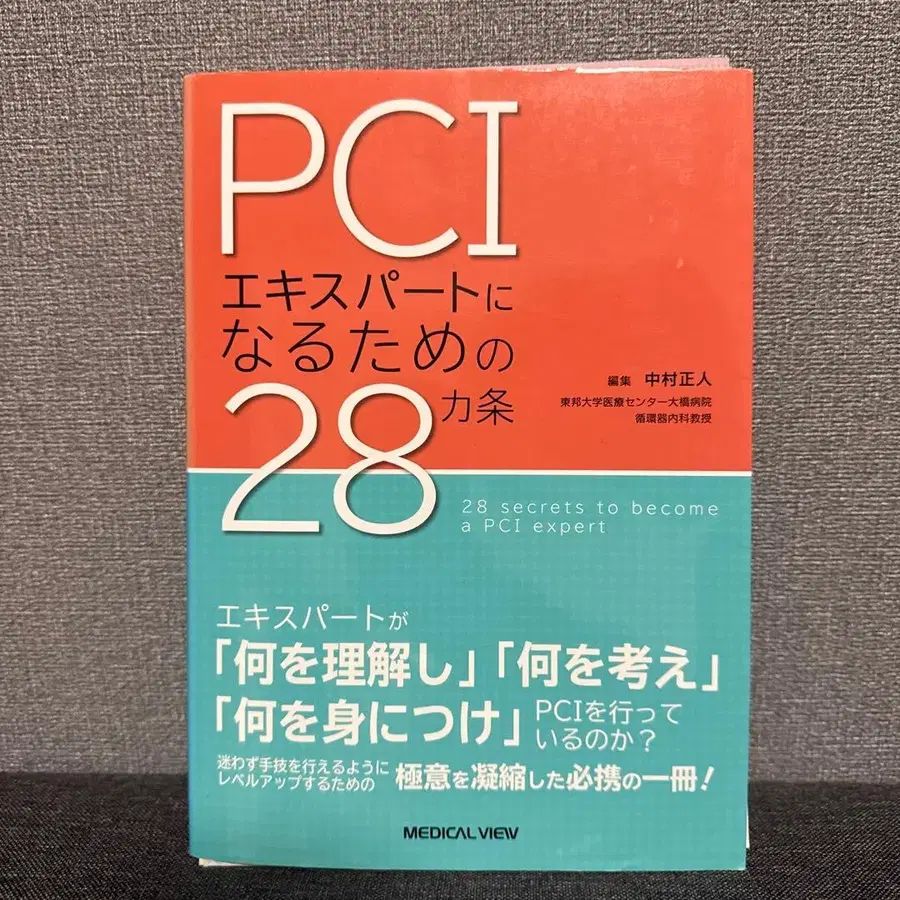 PCI
エキスパートに
なるための
28カ条
編集 中村正人
東邦大学医療センター大橋病院
循環器内科教授
28 secrets to become
a PCI expert
エキスパートが
「何を理解し」「何を考え」
「何を身につけ」PCIを行って
いるのか?
迷わず手技を行えるように
レベルアップするための 極意を凝縮した必携の一冊!
MEDICAL VIEW